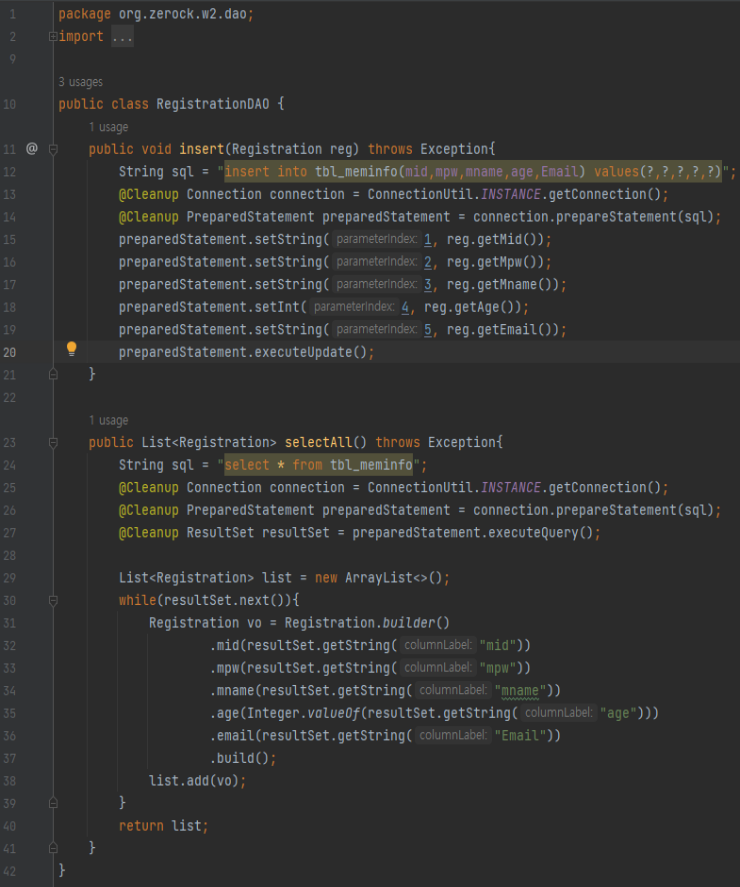 1 package org.zerock.w2.dao;
2 import ...
9
3 usages
10 public class RegistrationDAO {
1 usage
11 @ public void insert(Registration reg) throws Exception{
12 String sql = "insert into tbl_meminfo(mid,mpw,mname,age,Email) values(?,?,?,?,?)";
13 @Cleanup Connection connection = ConnectionUtil.INSTANCE.getConnection();
14 @Cleanup PreparedStatement preparedStatement = connection.prepareStatement(sql);
15 preparedStatement.setString( parameterIndex: 1, reg.getMid());
16 preparedStatement.setString( parameterIndex: 2, reg.getMpw());
17 preparedStatement.setString( parameterIndex: 3, reg.getMname());
18 preparedStatement.setInt( parameterIndex: 4, reg.getAge());
19 preparedStatement.setString( parameterIndex: 5, reg.getEmail());
20 preparedStatement.executeUpdate();
21 }
22
1 usage
23 public List<Registration> selectAll() throws Exception{
24 String sql = "select * from tbl_meminfo";
25 @Cleanup Connection connection = ConnectionUtil.INSTANCE.getConnection();
26 @Cleanup PreparedStatement preparedStatement = connection.prepareStatement(sql);
27 @Cleanup ResultSet resultSet = preparedStatement.executeQuery();
28
29 List<Registration> list = new ArrayList<>();
30 while(resultSet.next()){
31 Registration vo = Registration.builder()
32 .mid(resultSet.getString( columnLabel: "mid"))
33 .mpw(resultSet.getString( columnLabel: "mpw"))
34 .mname(resultSet.getString( columnLabel: "mname"))
35 .age(Integer.valueOf(resultSet.getString( columnLabel: "age")))
36 .email(resultSet.getString( columnLabel: "Email"))
37 .build();
38 list.add(vo);
39 }
40 return list;
41 }
42 }